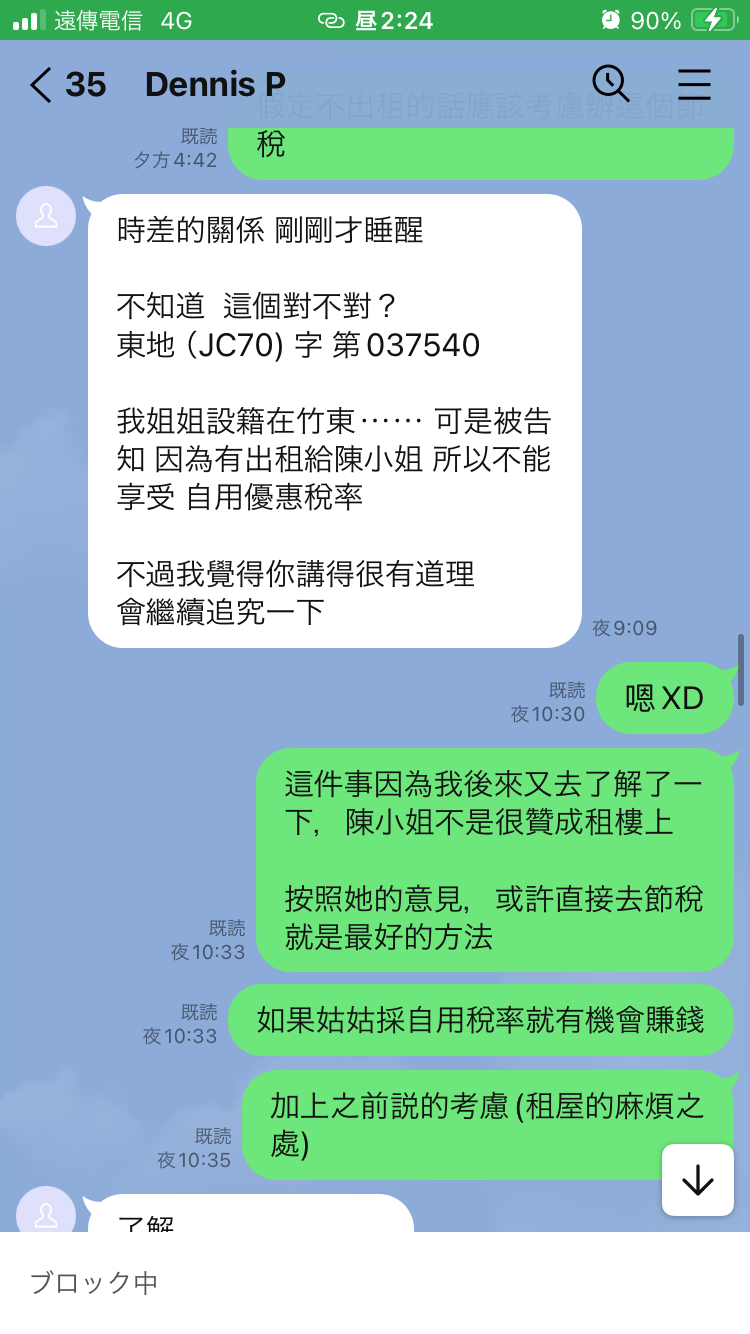 遠傳電信 4G 昼2:24 90%
35 Dennis P
假定不出租的話應該考慮辦這個節
稅
既読
夕方4:42
時差的關係 剛剛才睡醒
不知道 這個對不對？
東地（JC70）字 第037540
我姐姐設籍在竹東⋯⋯ 可是被告
知 因為有出租給陳小姐 所以不能
享受 自用優惠稅率
不過我覺得你講得很有道理
會繼續追究一下
夜9:09
既読
夜10:30
嗯XD
這件事因為我後來又去了解了一
下，陳小姐不是很贊成租樓上
按照她的意見，或許直接去節稅
就是最好的方法
既読
夜10:33
如果姑姑採自用稅率就有機會賺錢
既読
夜10:33
加上之前說的考慮(租屋的麻煩之
處)
既読
夜10:35
了解
ブロック中